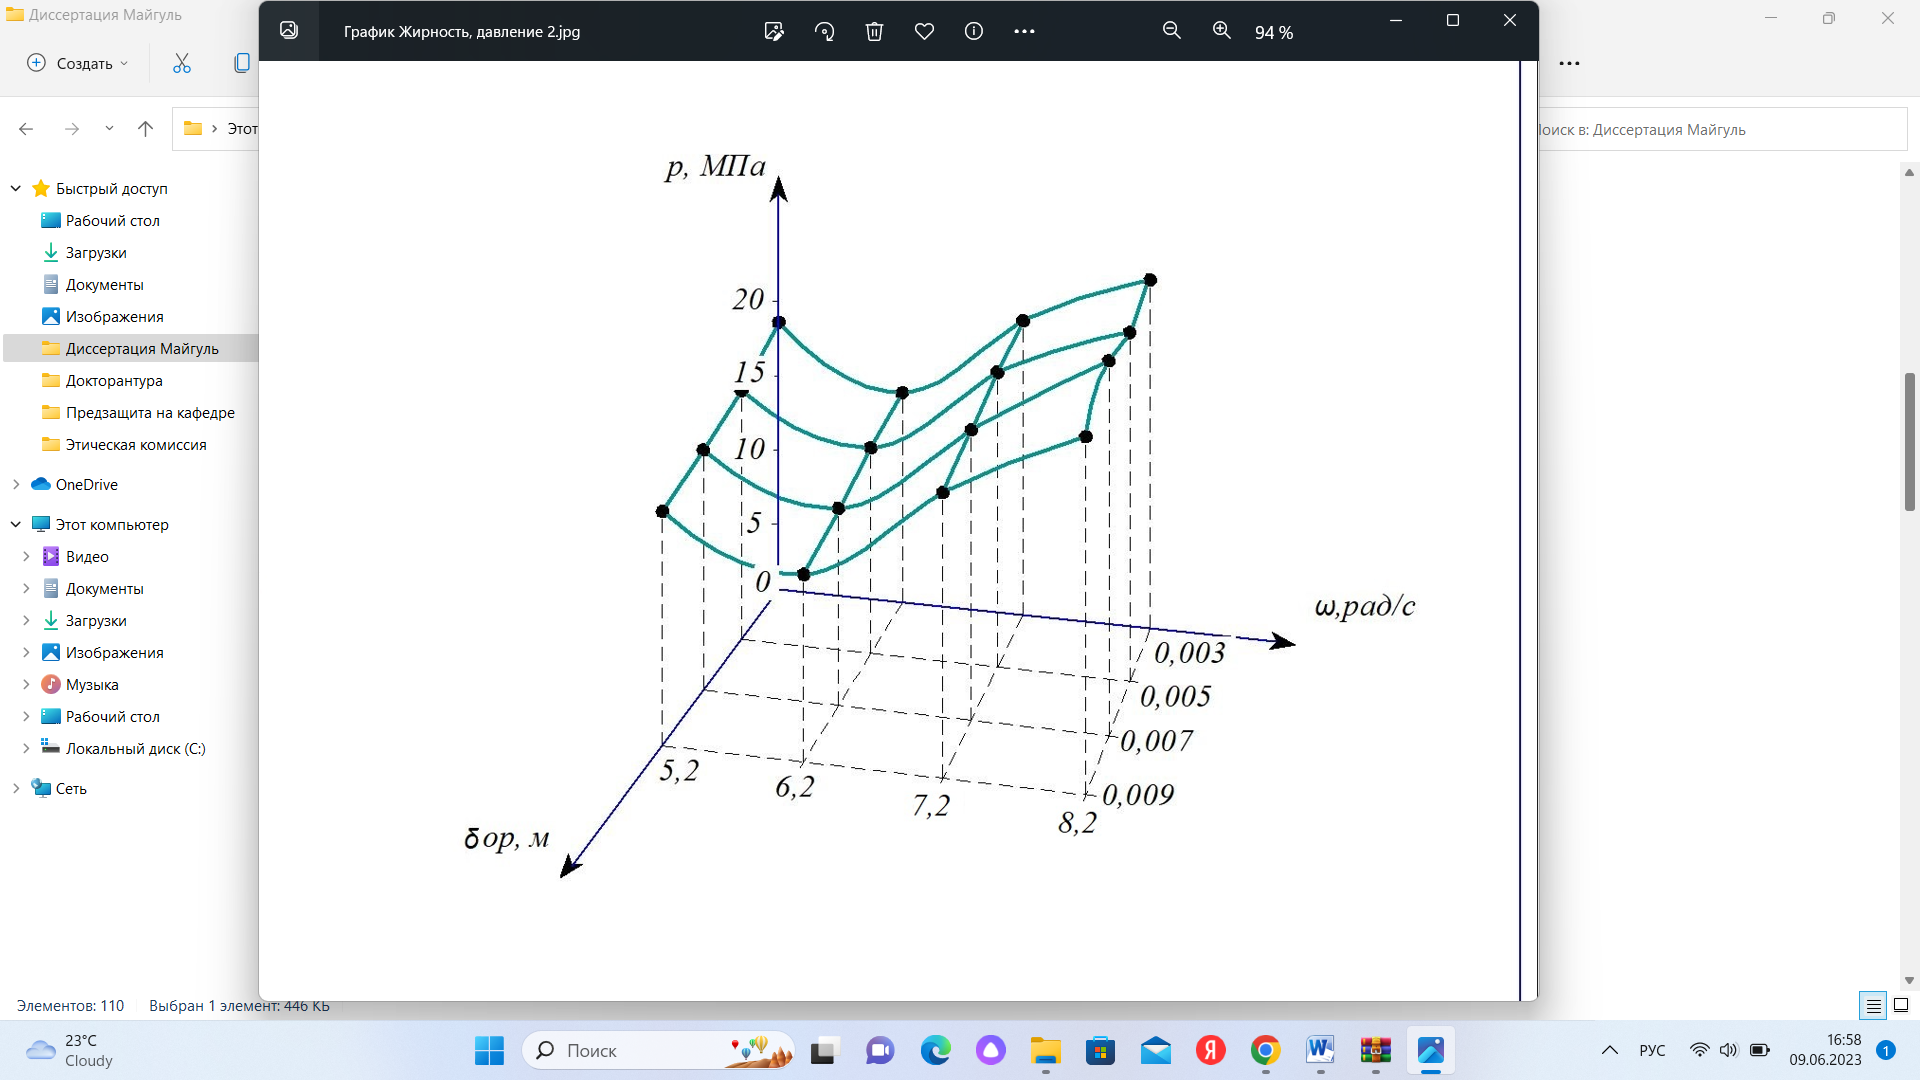 Диссертация Майгуль
Создать
График Жирность, давление 2.jpg
94 %
Этот
Поиск в: Диссертация Майгуль
Быстрый доступ
Рабочий стол
Загрузки
Документы
Изображения
Диссертация Майгуль
Докторантура
Предзащита на кафедре
Этическая комиссия
OneDrive
Этот компьютер
Видео
Документы
Загрузки
Изображения
Музыка
Рабочий стол
Локальный диск (C:)
Сеть
p, МПа
20
15
10
5
0
ω,рад/с
0,003
0,005
0,007
0,009
5,2
6,2
7,2
8,2
δор, м
Элементов: 110
Выбран 1 элемент: 446 КБ
23°C
Cloudy
Поиск
РУС
16:58
09.06.2023
1